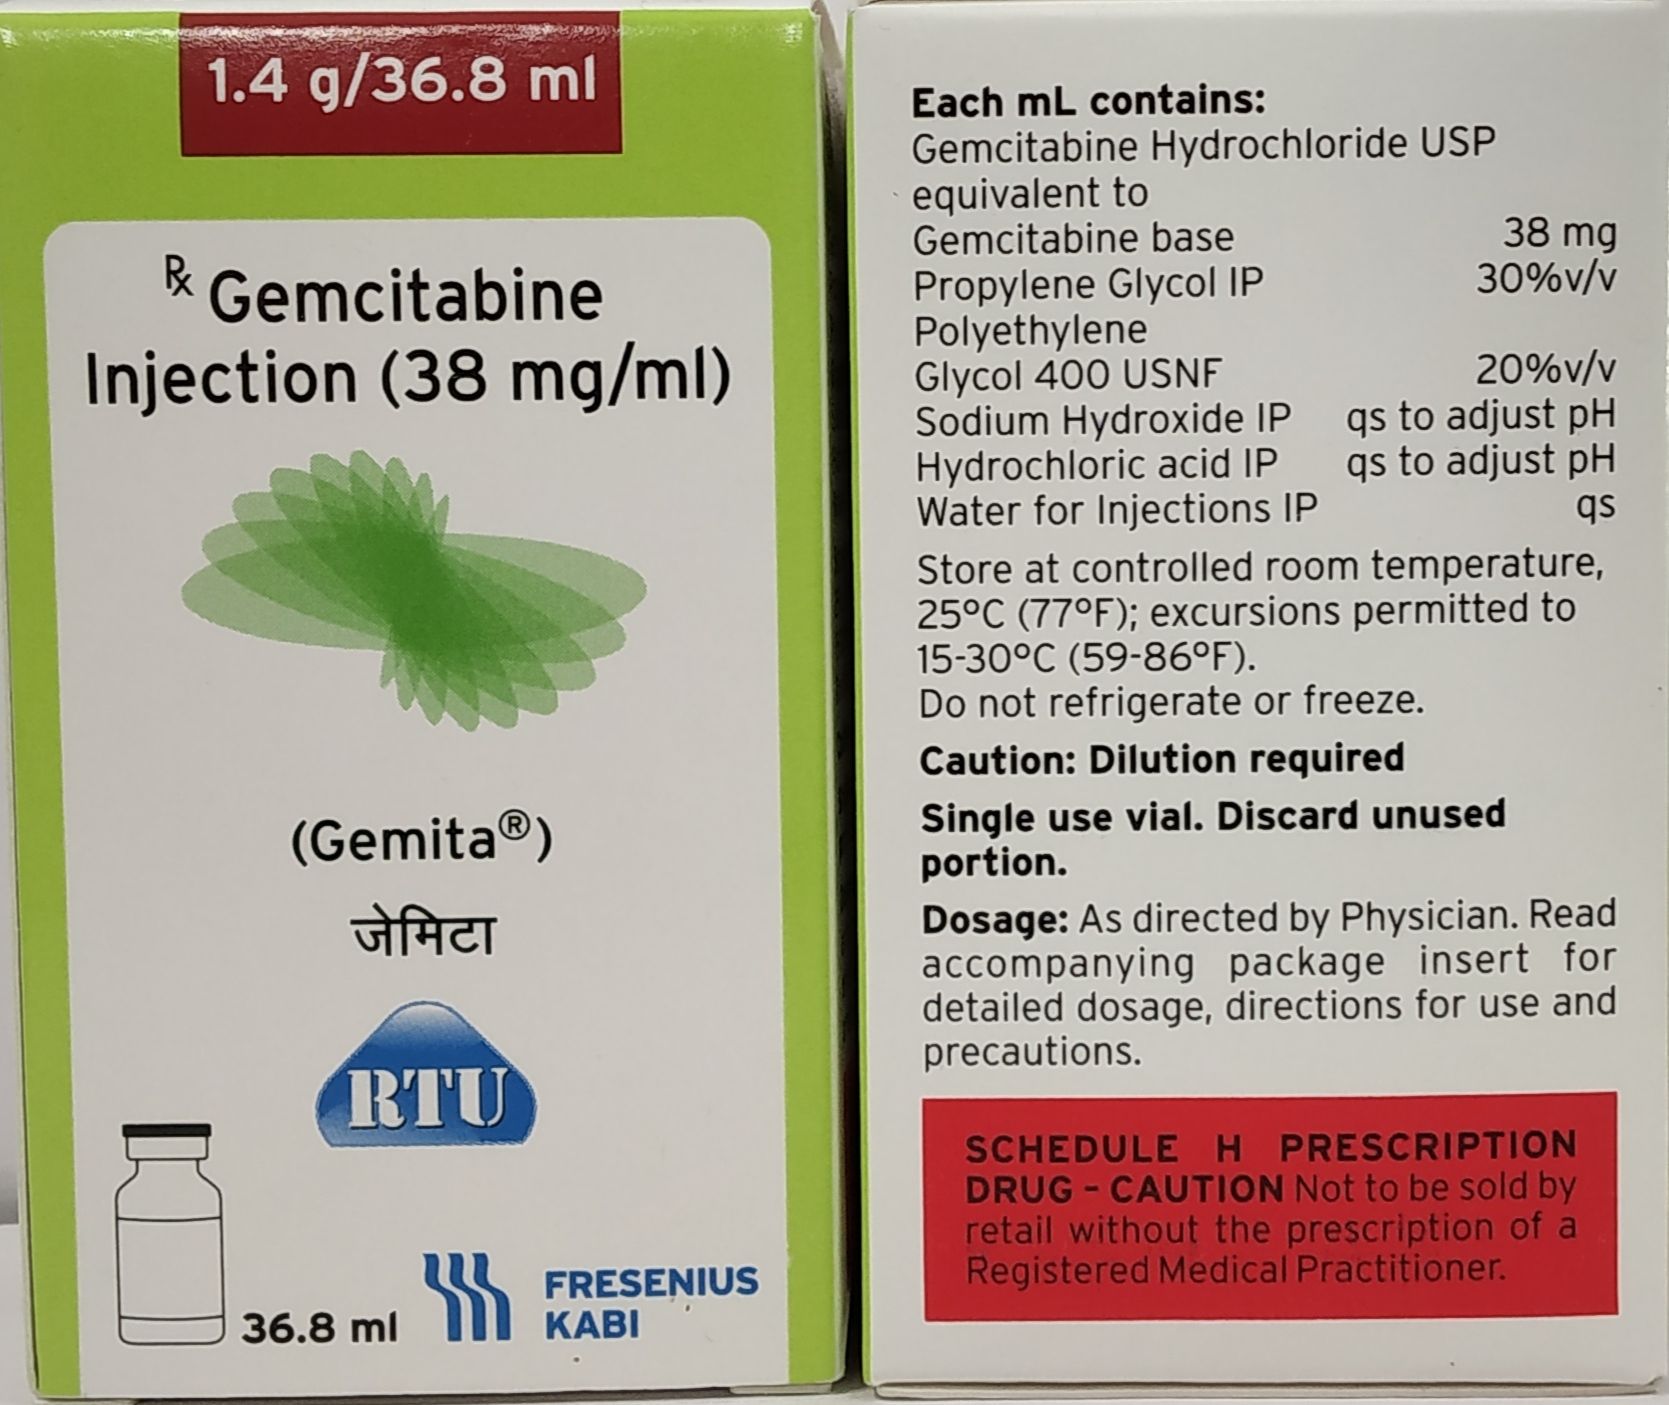 1.4 g/36.8 ml
Rx Gemcitabine
Injection (38 mg/ml)
(Gemita®)
जेमिटा
RTU
36.8 ml
FRESENIUS
KABI
Each mL contains:
Gemcitabine Hydrochloride USP
equivalent to
Gemcitabine base 38 mg
Propylene Glycol IP 30%v/v
Polyethylene
Glycol 400 USNF 20%v/v
Sodium Hydroxide IP qs to adjust pH
Hydrochloric acid IP qs to adjust pH
Water for Injections IP qs
Store at controlled room temperature,
25°C (77°F); excursions permitted to
15-30°C (59-86°F).
Do not refrigerate or freeze.
Caution: Dilution required
Single use vial. Discard unused
portion.
Dosage: As directed by Physician. Read
accompanying package insert for
detailed dosage, directions for use and
precautions.
SCHEDULE H PRESCRIPTION
DRUG - CAUTION Not to be sold by
retail without the prescription of a
Registered Medical Practitioner.